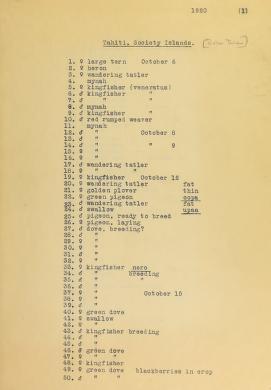 1920 (1)
Tahiti, Society Islands.
1. ♀ large tern October 6
2. ♀ heron
3. ♀ wandering tatler
4. mynah
5. ♀ kingfisher (veneratus)
6. ♂ kingfisher "
7. ♂ " "
8. ♂ mynah
9. ♂ kingfisher "
10. ♂ red rumped weaver
11. mynah
12. ♂ " October 8
13. ♂ "
14. ♂ " " 9
15. ♀ "
16. ♀ "
17. ♂ wandering tatler
18. " "
19. ♀ kingfisher October 12
20. ♀ wandering tatler fat
21. ♀ golden plover thin
22. ♀ green pigeon oopa
23. ♂ wandering tatler fat
24. ♂ swallow upaa
25. ♂ pigeon, ready to breed
26. ♀ pigeon, laying
27. ♂ dove, breeding?
28. ♂ "
29. ♂ "
30. ♂ "
31. ♂ "
32. ♀ "
33. ♀ kingfisher nero
34. ♂ " breeding
35. ♂ "
36. ♂ "
37. ♀ " October 15
38. ♀ "
39. ♂ "
40. ♀ green dove
41. ♀ swallow
42. ♀ "
43. ♂ kingfisher breeding
44. ♂ "
45. ♂ "
46. ♂ green dove
47. ♀ " "
48. ♀ kingfisher
49. ♀ green dove blackberries in crop
50. ♂ " "